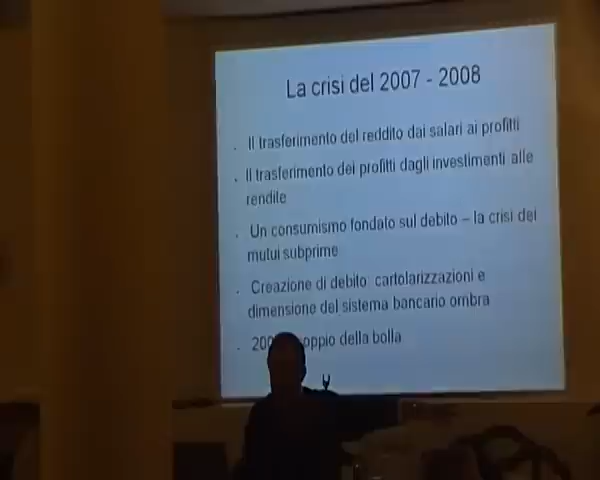 La crisi del 2007 - 2008
. Il trasferimento del reddito dai salari ai profitti
. Il trasferimento dei profitti dagli investimenti alle
rendite
. Un consumismo fondato sul debito – la crisi dei
mutui subprime
. Creazione di debito: cartolarizzazioni e
dimensione del sistema bancario ombra
. 200 oppio della bolla